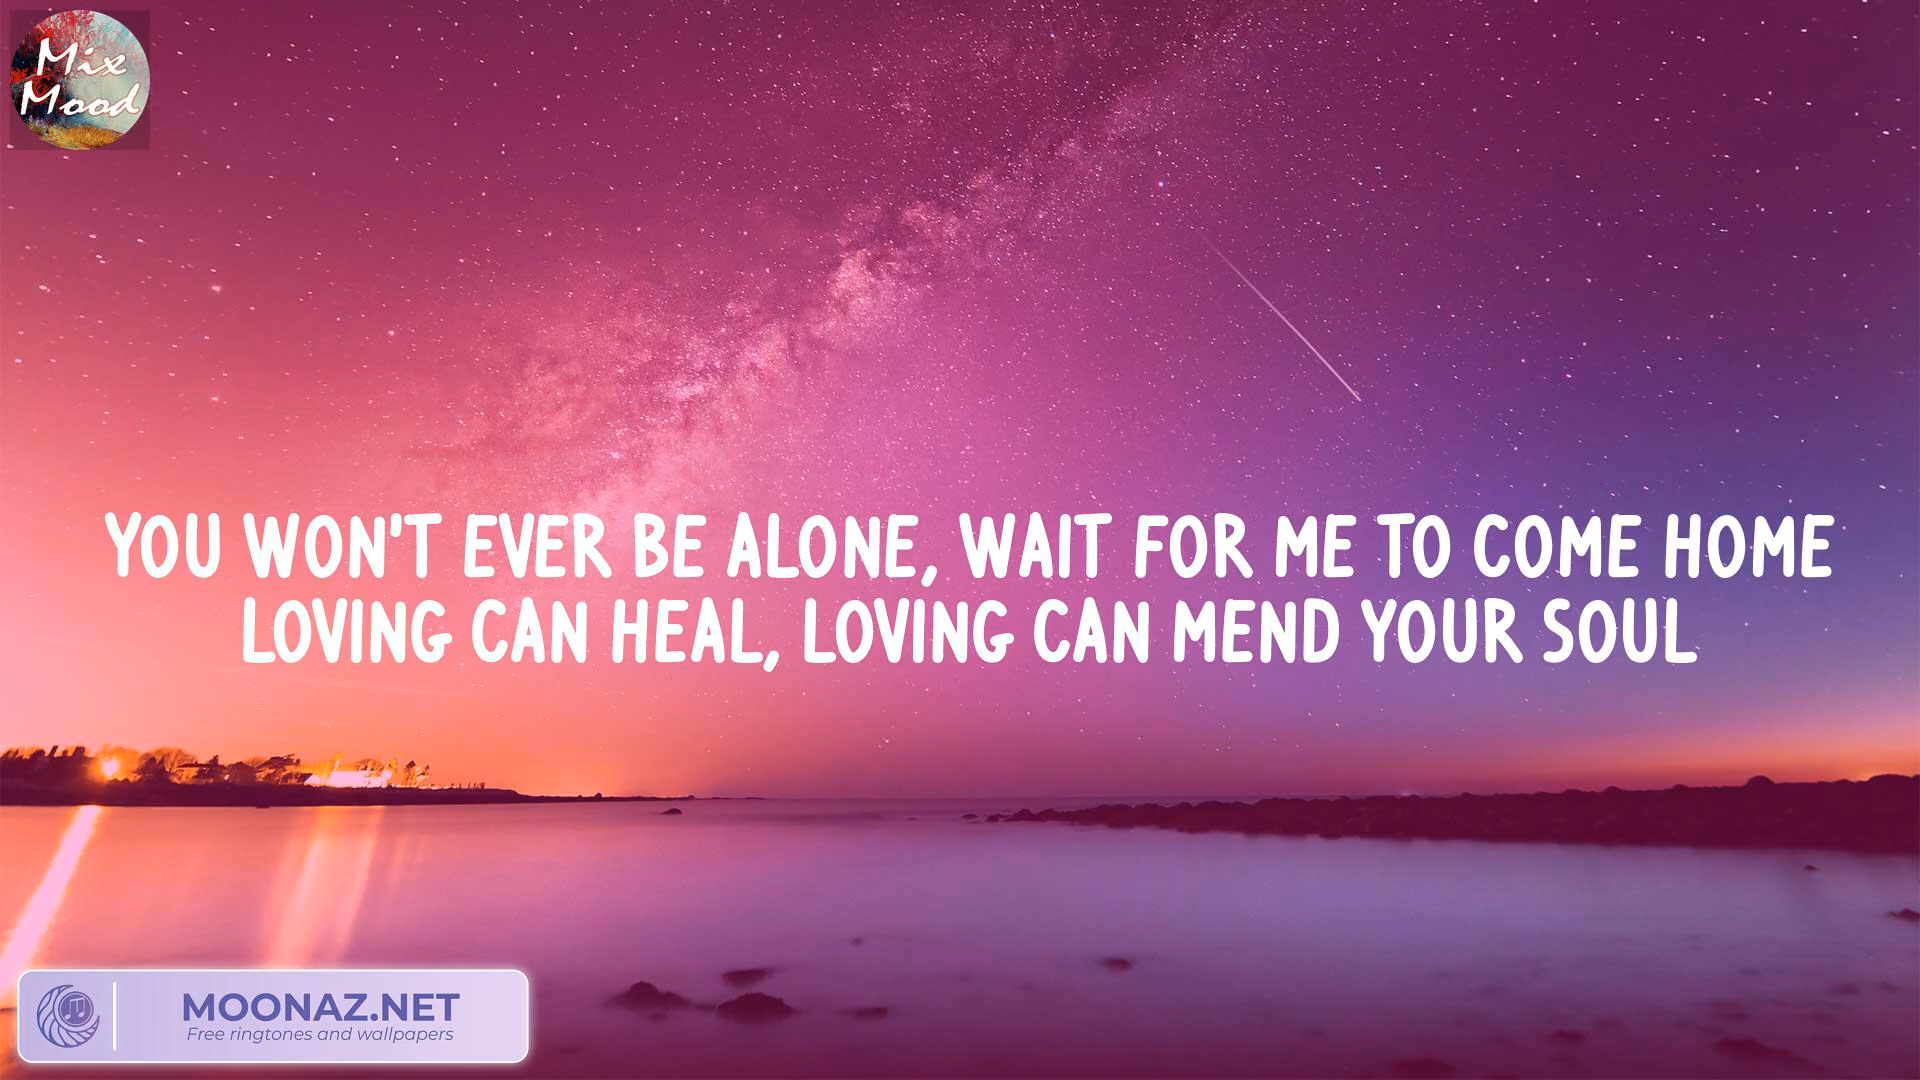 Mix
Mood
YOU WON'T EVER BE ALONE, WAIT FOR ME TO COME HOME
LOVING CAN HEAL, LOVING CAN MEND YOUR SOUL
MOONAZ.NET
Free ringtones and wallpapers